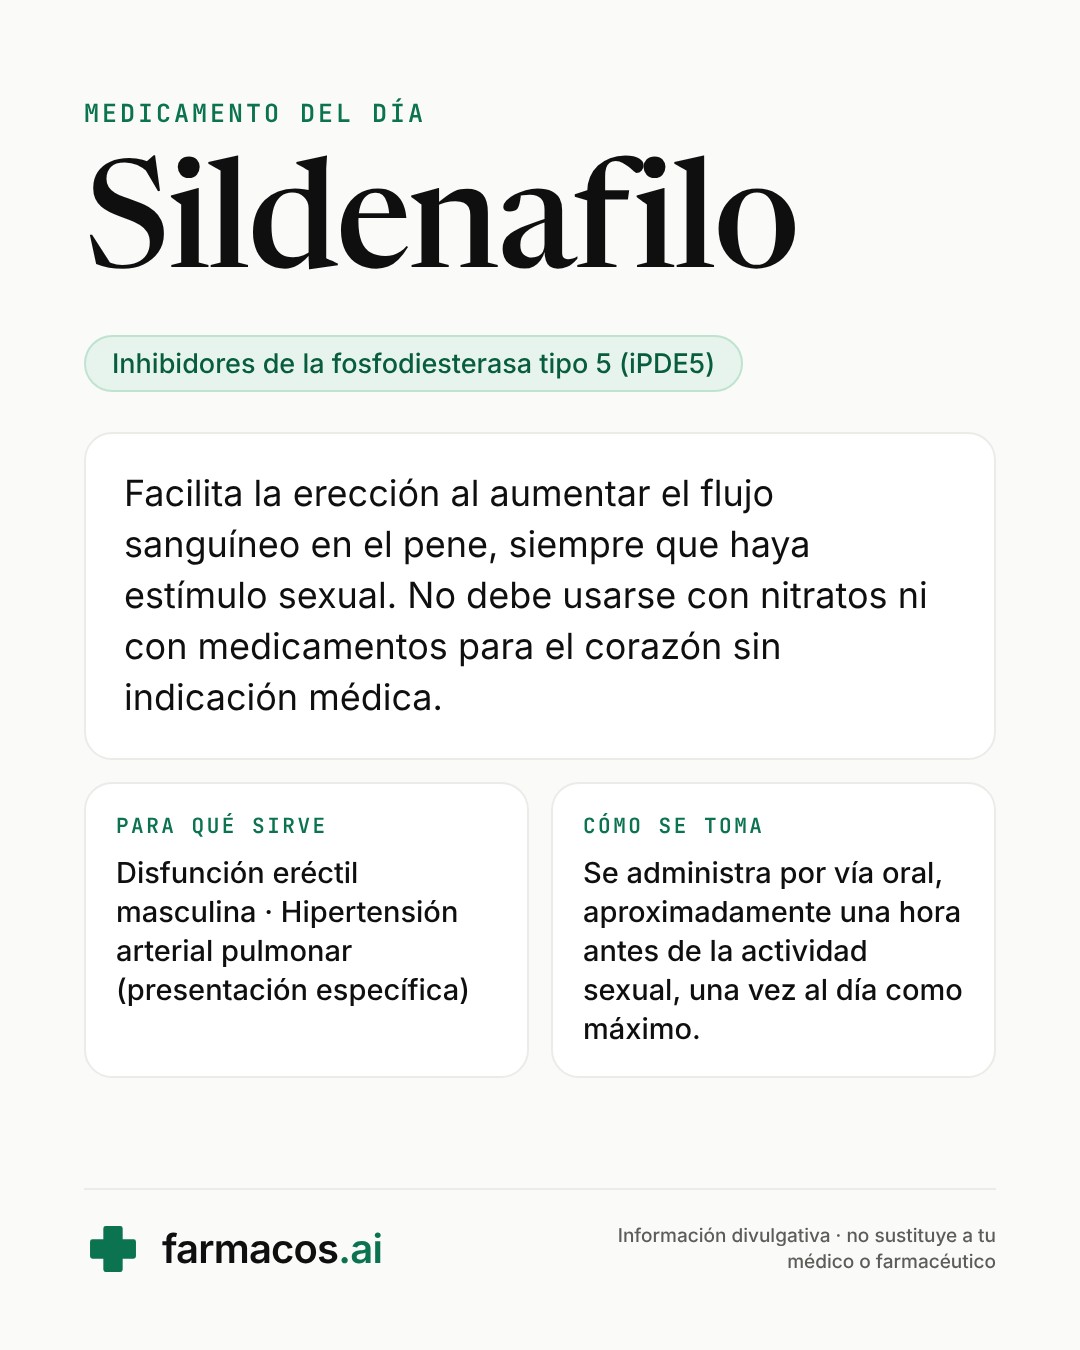 MEDICAMENTO DEL DÍA
Sildenafilo
Inhibidores de la fosfodiesterasa tipo 5 (iPDE5)
Facilita la erección al aumentar el flujo
sanguíneo en el pene, siempre que haya
estímulo sexual. No debe usarse con nitratos ni
con medicamentos para el corazón sin
indicación médica.
PARA QUÉ SIRVE
Disfunción eréctil
masculina · Hipertensión
arterial pulmonar
(presentación específica)
CÓMO SE TOMA
Se administra por vía oral,
aproximadamente una hora
antes de la actividad
sexual, una vez al día como
máximo.
farmacos.ai
Información divulgativa · no sustituye a tu
médico o farmacéutico